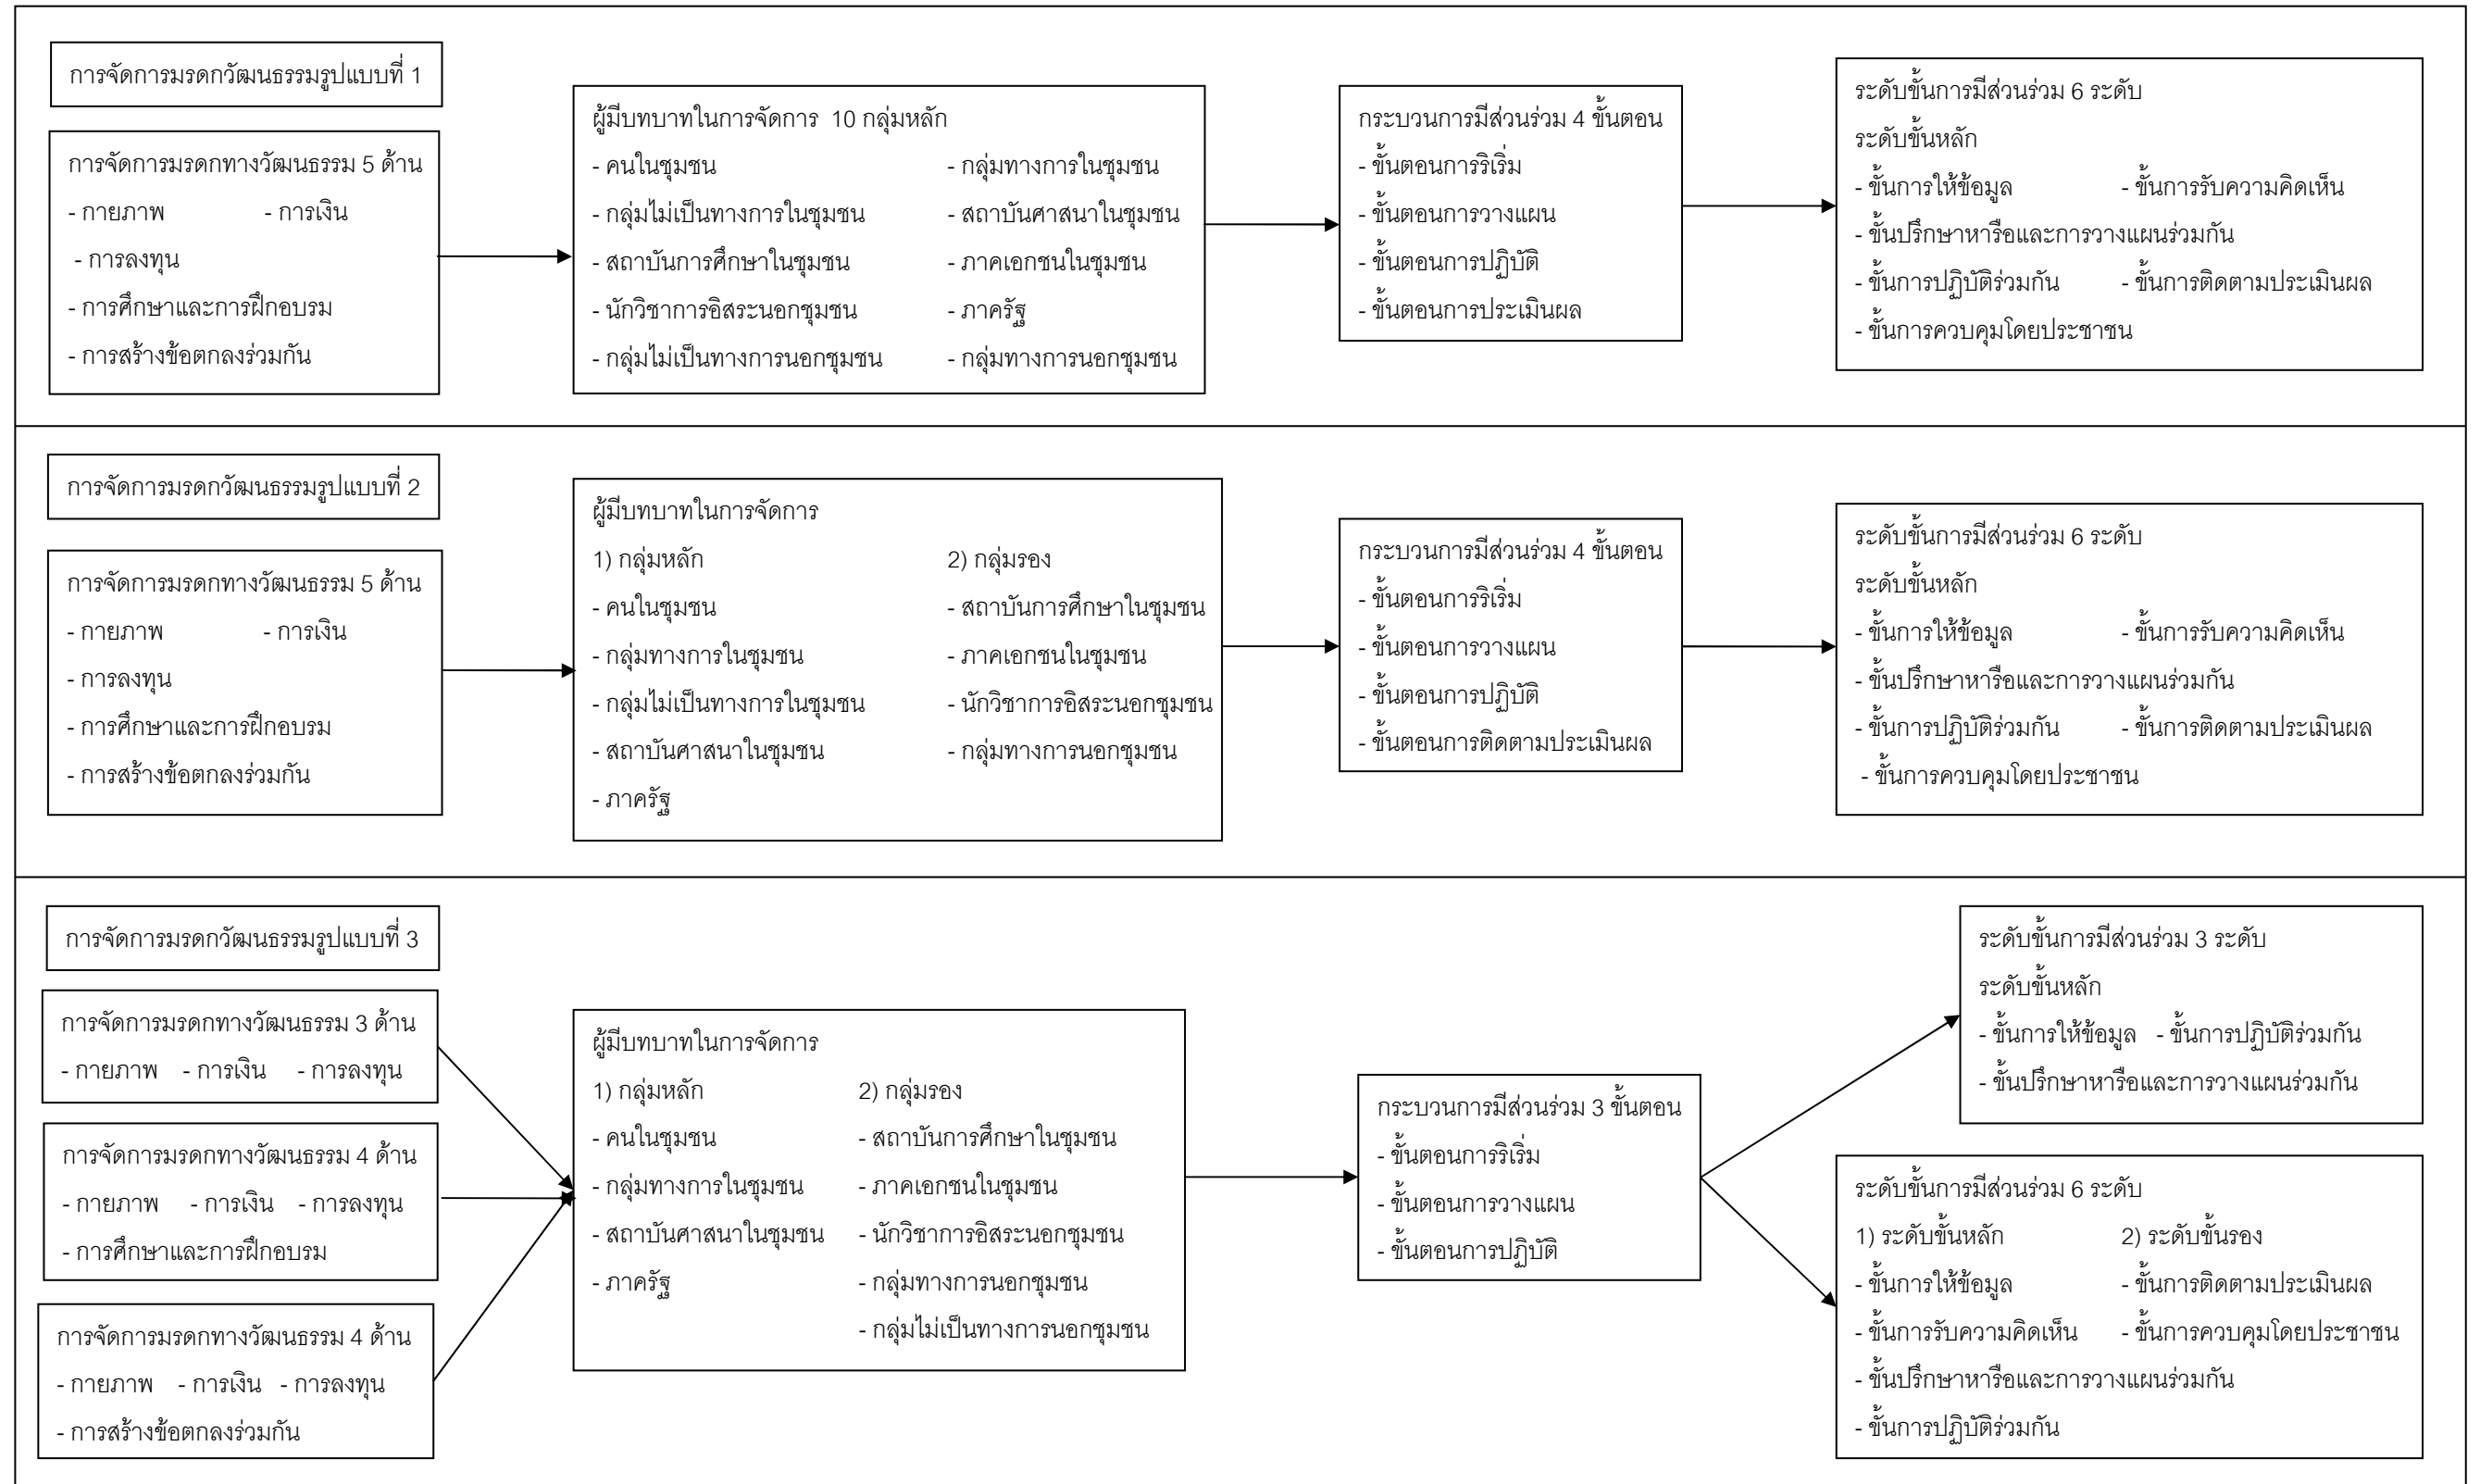 การจัดการมรดกวัฒนธรรมรูปแบบที่ 1
การจัดการมรดกทางวัฒนธรรม 5 ด้าน
- กายภาพ - การเงิน
- การลงทุน
- การศึกษาและการฝึกอบรม
- การสร้างข้อตกลงร่วมกัน
ผู้มีบทบาทในการจัดการ 10 กลุ่มหลัก
- คนในชุมชน - กลุ่มทางการในชุมชน
- กลุ่มไม่เป็นทางการในชุมชน - สถาบันศาสนาในชุมชน
- สถาบันการศึกษาในชุมชน - ภาคเอกชนในชุมชน
- นักวิชาการอิสระนอกชุมชน - ภาครัฐ
- กลุ่มไม่เป็นทางการนอกชุมชน - กลุ่มทางการนอกชุมชน
กระบวนการมีส่วนร่วม 4 ขั้นตอน
- ขั้นตอนการริเริ่ม
- ขั้นตอนการวางแผน
- ขั้นตอนการปฏิบัติ
- ขั้นตอนการประเมินผล
ระดับขั้นการมีส่วนร่วม 6 ระดับ
ระดับขั้นหลัก
- ขั้นการให้ข้อมูล - ขั้นการรับความคิดเห็น
- ขั้นปรึกษาหารือและการวางแผนร่วมกัน
- ขั้นการปฏิบัติร่วมกัน - ขั้นการติดตามประเมินผล
- ขั้นการควบคุมโดยประชาชน
การจัดการมรดกวัฒนธรรมรูปแบบที่ 2
การจัดการมรดกทางวัฒนธรรม 5 ด้าน
- กายภาพ - การเงิน
- การลงทุน
- การศึกษาและการฝึกอบรม
- การสร้างข้อตกลงร่วมกัน
ผู้มีบทบาทในการจัดการ
1) กลุ่มหลัก 2) กลุ่มรอง
- คนในชุมชน - สถาบันการศึกษาในชุมชน
- กลุ่มทางการในชุมชน - ภาคเอกชนในชุมชน
- กลุ่มไม่เป็นทางการในชุมชน - นักวิชาการอิสระนอกชุมชน
- สถาบันศาสนาในชุมชน - กลุ่มทางการนอกชุมชน
- ภาครัฐ
กระบวนการมีส่วนร่วม 4 ขั้นตอน
- ขั้นตอนการริเริ่ม
- ขั้นตอนการวางแผน
- ขั้นตอนการปฏิบัติ
- ขั้นตอนการติดตามประเมินผล
ระดับขั้นการมีส่วนร่วม 6 ระดับ
ระดับขั้นหลัก
- ขั้นการให้ข้อมูล - ขั้นการรับความคิดเห็น
- ขั้นปรึกษาหารือและการวางแผนร่วมกัน
- ขั้นการปฏิบัติร่วมกัน - ขั้นการติดตามประเมินผล
- ขั้นการควบคุมโดยประชาชน
การจัดการมรดกวัฒนธรรมรูปแบบที่ 3
การจัดการมรดกทางวัฒนธรรม 3 ด้าน
- กายภาพ - การเงิน - การลงทุน
การจัดการมรดกทางวัฒนธรรม 4 ด้าน
- กายภาพ - การเงิน - การลงทุน
- การศึกษาและการฝึกอบรม
การจัดการมรดกทางวัฒนธรรม 4 ด้าน
- กายภาพ - การเงิน - การลงทุน
- การสร้างข้อตกลงร่วมกัน
ผู้มีบทบาทในการจัดการ
1) กลุ่มหลัก 2) กลุ่มรอง
- คนในชุมชน - สถาบันการศึกษาในชุมชน
- กลุ่มทางการในชุมชน - ภาคเอกชนในชุมชน
- สถาบันศาสนาในชุมชน - นักวิชาการอิสระนอกชุมชน
- ภาครัฐ - กลุ่มทางการนอกชุมชน
- กลุ่มไม่เป็นทางการนอกชุมชน
กระบวนการมีส่วนร่วม 3 ขั้นตอน
- ขั้นตอนการริเริ่ม
- ขั้นตอนการวางแผน
- ขั้นตอนการปฏิบัติ
ระดับขั้นการมีส่วนร่วม 3 ระดับ
ระดับขั้นหลัก
- ขั้นการให้ข้อมูล - ขั้นการปฏิบัติร่วมกัน
- ขั้นปรึกษาหารือและการวางแผนร่วมกัน
ระดับขั้นการมีส่วนร่วม 6 ระดับ
1) ระดับขั้นหลัก 2) ระดับขั้นรอง
- ขั้นการให้ข้อมูล - ขั้นการติดตามประเมินผล
- ขั้นการรับความคิดเห็น - ขั้นการควบคุมโดยประชาชน
- ขั้นปรึกษาหารือและการวางแผนร่วมกัน
- ขั้นการปฏิบัติร่วมกัน